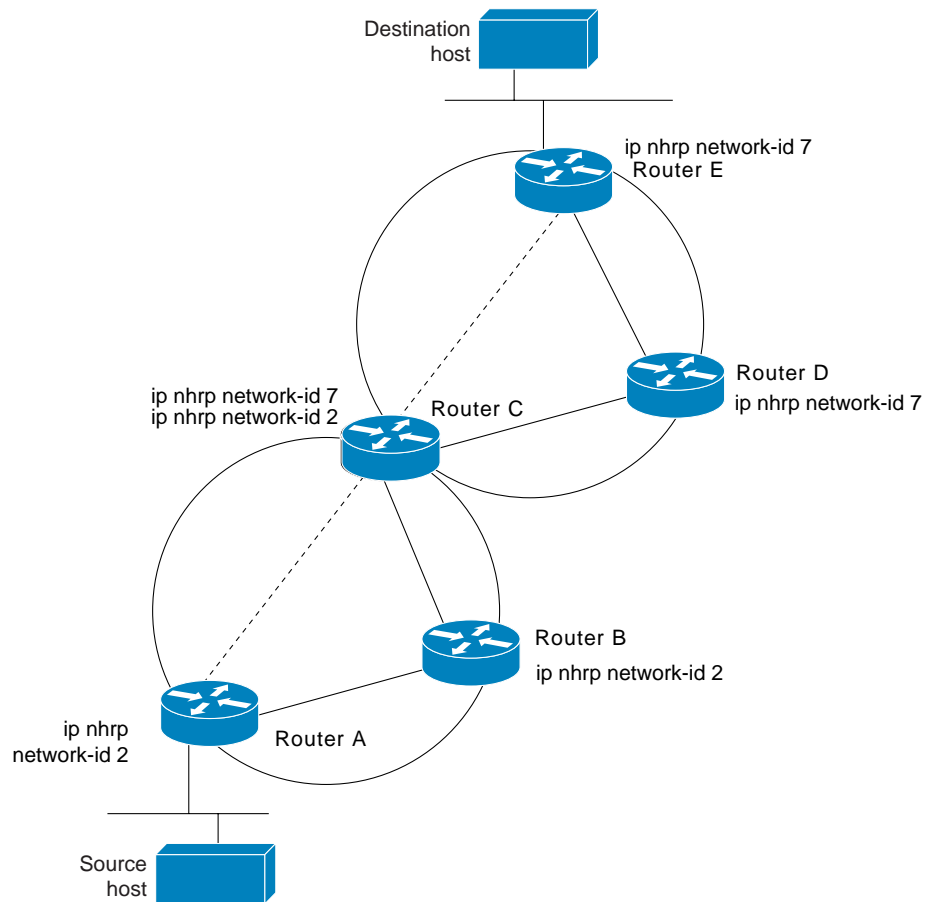 Destination
host
ip nhrp network-id 7
Router E
Router D
ip nhrp network-id 7
ip nhrp network-id 7
ip nhrp network-id 2
Router C
Router B
ip nhrp network-id 2
ip nhrp
network-id 2
Router A
Source
host